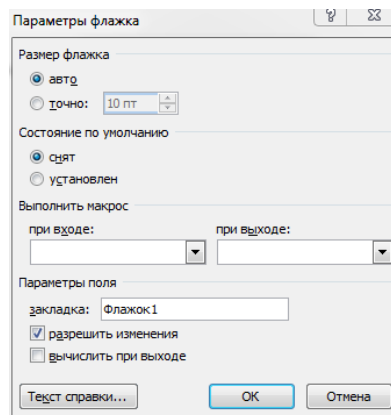 Параметры флажка
Размер флажка
авто
точно: 10 пт
Состояние по умолчанию
снят
установлен
Выполнить макрос
при входе: при выходе:
Параметры поля
закладка: Флажок1
разрешить изменения
вычислить при выходе
Текст справки... ОК Отмена